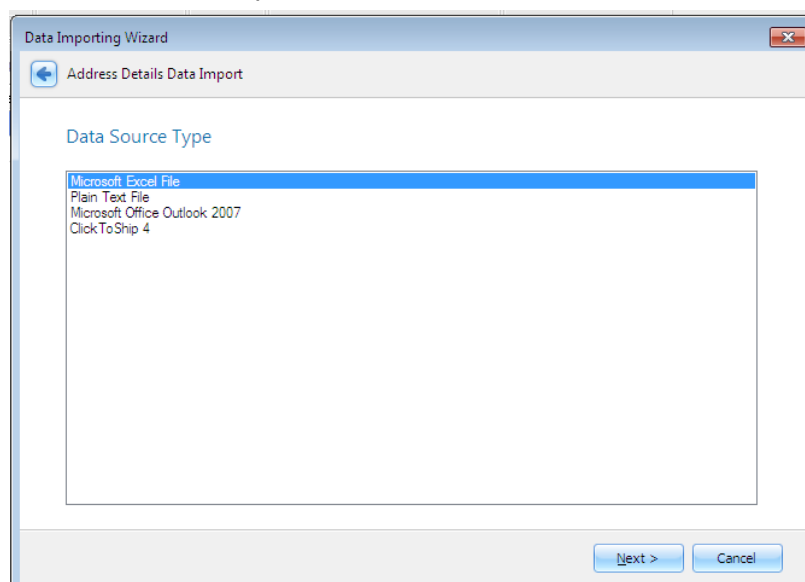 Data Importing Wizard
Address Details Data Import
Data Source Type
Microsoft Excel File
Plain Text File
Microsoft Office Outlook 2007
ClickToShip 4
Next >
Cancel